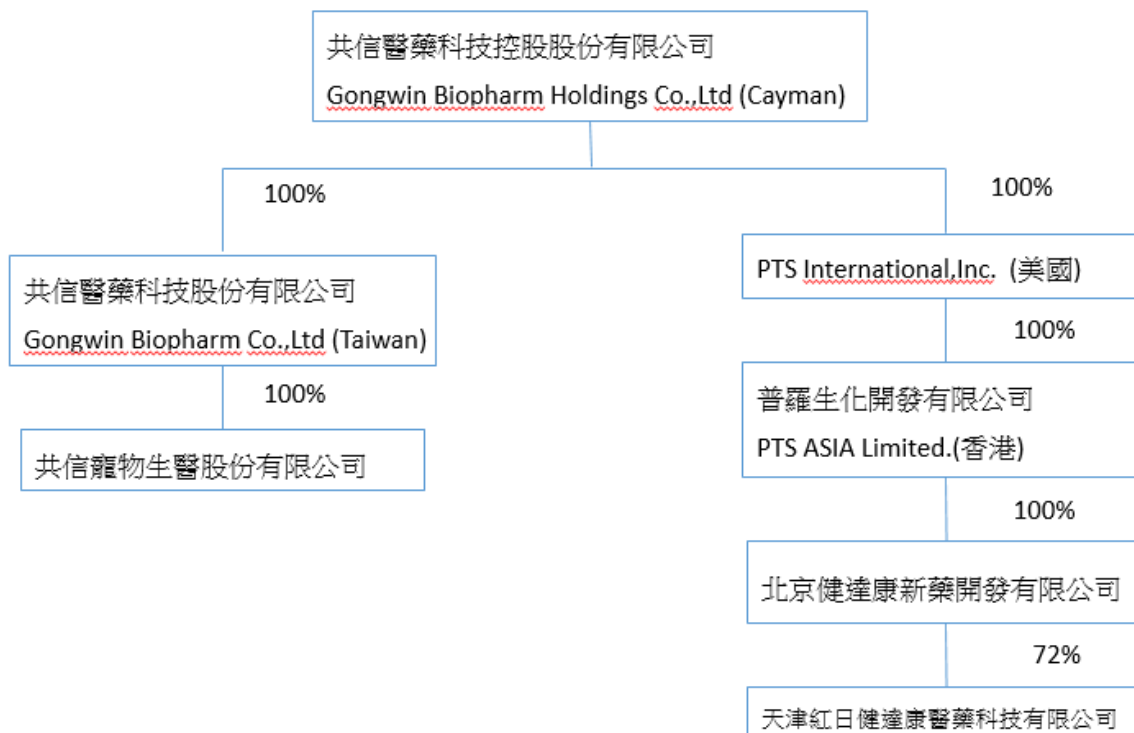 共信醫藥科技控股股份有限公司
Gongwin Biopharm Holdings Co.,Ltd (Cayman)
100%
100%
共信醫藥科技股份有限公司
Gongwin Biopharm Co.,Ltd (Taiwan)
PTS International,Inc. (美國)
100%
100%
共信寵物生醫股份有限公司
普羅生化開發有限公司
PTS ASIA Limited.(香港)
100%
北京健達康新藥開發有限公司
72%
天津紅日健達康醫藥科技有限公司